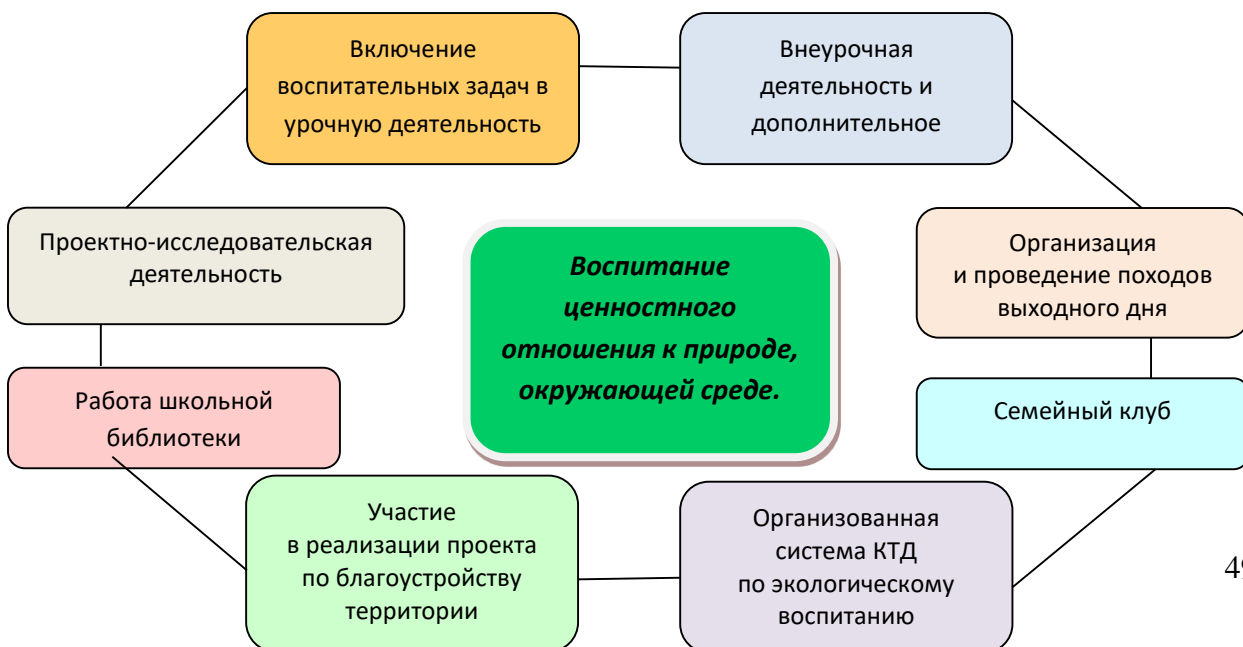 Включение
воспитательных задач в
урочную деятельность
Внеурочная
деятельность и
дополнительное
Проектно-исследовательская
деятельность
Воспитание
ценностного
отношения к природе,
окружающей среде.
Организация
и проведение походов
выходного дня
Работа школьной
библиотеки
Семейный клуб
Участие
в реализации проекта
по благоустройству
территории
Организованная
система КТД
по экологическому
воспитанию